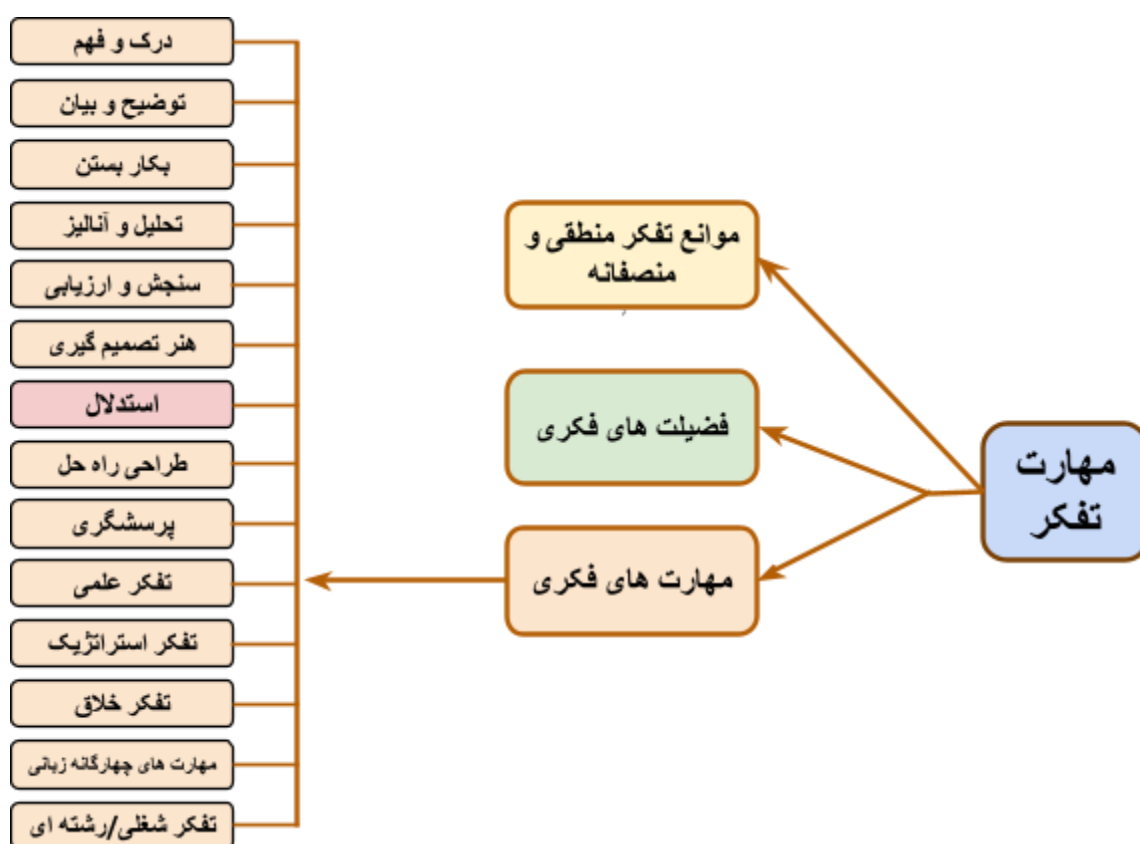 مهارت
تفکر
موانع تفکر منطقی و
منصفانه
فضیلت های فکری
مهارت های فکری
درک و فهم
توضیح و بیان
بکار بستن
تحلیل و آنالیز
سنجش و ارزیابی
هنر تصمیم گیری
استدلال
طراحی راه حل
پرسشگری
تفکر علمی
تفکر استراتژیک
تفکر خلاق
مهارت های چهارگانه زبانی
تفکر شغلی/رشته ای